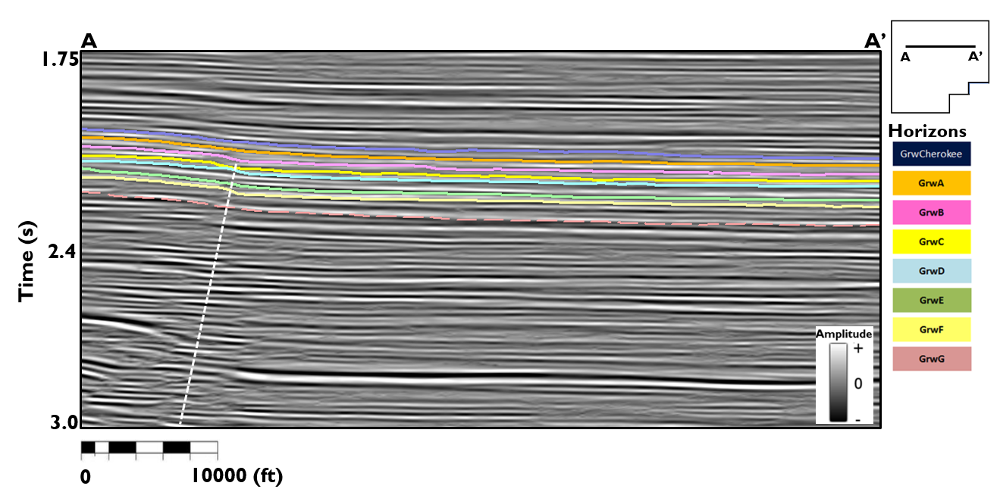 A A’
1.75
Time (s)
2.4
3.0
Amplitude
+
0
-
0 10000 (ft)
A A’
Horizons
GrwCherokee
GrwA
GrwB
GrwC
GrwD
GrwE
GrwF
GrwG